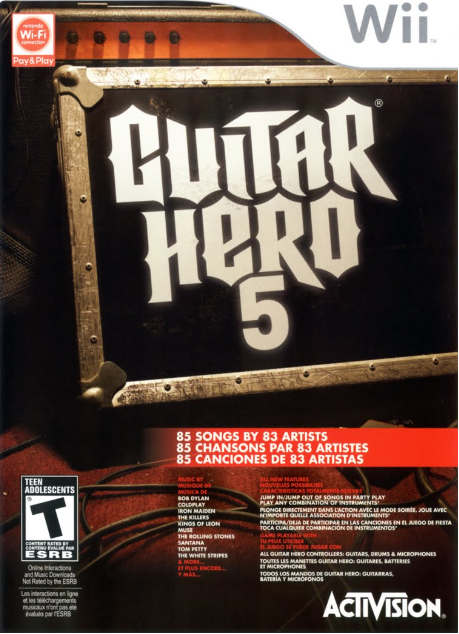 nintendo
Wi-Fi
connection
Pay & Play
Wii™
GUITAR®
HERO
5
85 SONGS BY 83 ARTISTS
85 CHANSONS PAR 83 ARTISTES
85 CANCIONES DE 83 ARTISTAS
MUSIC BY
MUSIQUE DE
MÚSICA DE
BOB DYLAN
COLDPLAY
IRON MAIDEN
THE KILLERS
KINGS OF LEON
MUSE
THE ROLLING STONES
SANTANA
TOM PETTY
THE WHITE STRIPES
& MORE...
ET PLUS ENCORE...
Y MÁS...
ALL NEW FEATURES
NOUVELLES POSSIBILITÉS
CARACTERÍSTICAS TOTALMENTE NUEVAS
JUMP IN/JUMP OUT OF SONGS IN PARTY PLAY
PLAY ANY COMBINATION OF INSTRUMENTS*
PLONGE DIRECTEMENT DANS L'ACTION AVEC LE MODE SOIRÉE, JOUE AVEC
N'IMPORTE QUELLE ASSOCIATION D'INSTRUMENTS*
PARTICIPA/DEJA DE PARTICIPAR EN LAS CANCIONES EN EL JUEGO DE FIESTA
TOCA CUALQUIER COMBINACIÓN DE INSTRUMENTOS*
GAME PLAYABLE WITH
TU PEUX UTILISER
EL JUEGO SE PUEDE JUGAR CON
ALL GUITAR HERO CONTROLLERS: GUITARS, DRUMS & MICROPHONES
TOUTES LES MANETTES GUITAR HERO: GUITARES, BATTERIES
ET MICROPHONES
TODOS LOS MANDOS DE GUITAR HERO: GUITARRAS,
BATERÍA Y MICRÓFONOS
TEEN
ADOLESCENTS
T
®
CONTENT RATED BY
CONTENU ÉVALUÉ PAR
ESRB
Online Interactions
and Music Downloads
Not Rated by the ESRB
Les interactions en ligne
et les téléchargements
musicaux n'ont pas été
évalués par l'ESRB
ACTIVISION®